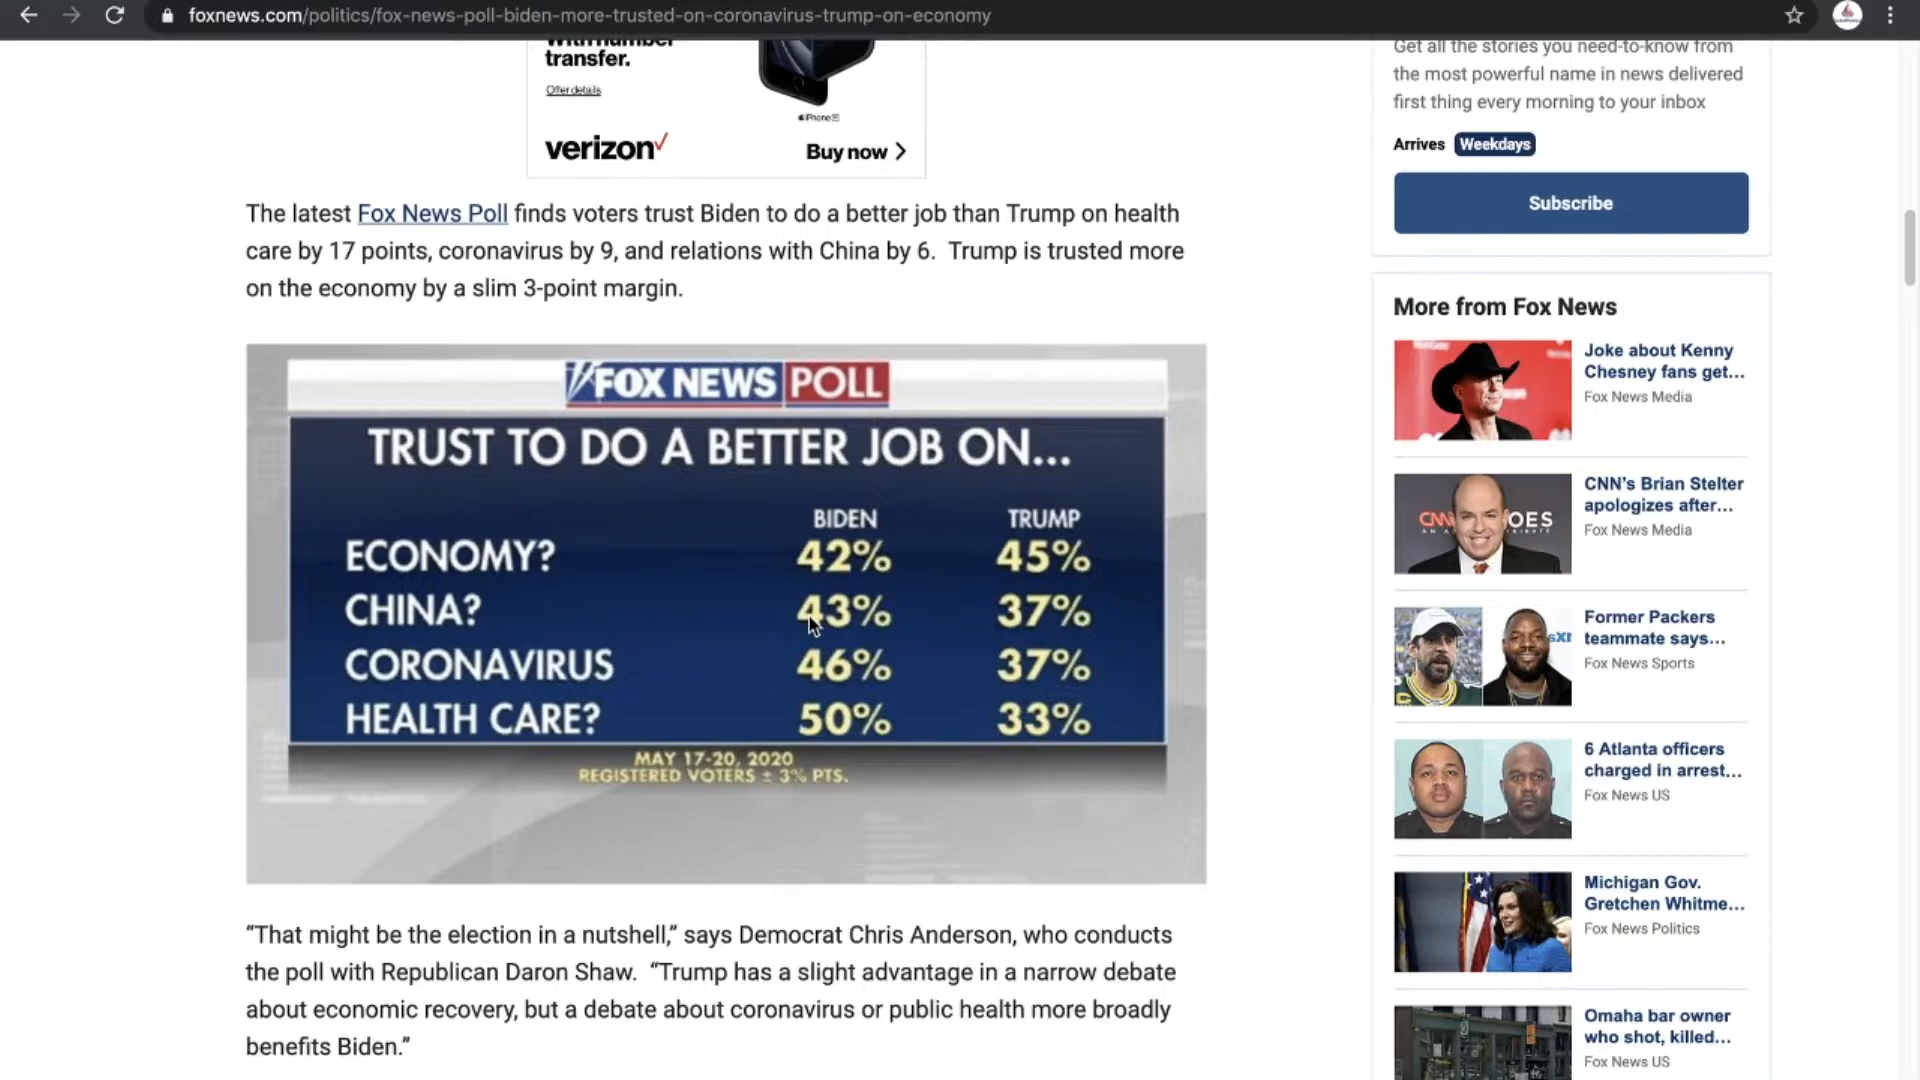 foxnews.com/politics/fox-news-poll-biden-more-trusted-on-coronavirus-trump-on-economy
With number
transfer.
Offer details
iPhone SE
verizon
Buy now
The latest Fox News Poll finds voters trust Biden to do a better job than Trump on health
care by 17 points, coronavirus by 9, and relations with China by 6. Trump is trusted more
on the economy by a slim 3-point margin.
FOX NEWS POLL
TRUST TO DO A BETTER JOB ON...
BIDEN TRUMP
ECONOMY? 42% 45%
CHINA? 43% 37%
CORONAVIRUS 46% 37%
HEALTH CARE? 50% 33%
MAY 17-20, 2020
REGISTERED VOTERS ± 3% PTS.
“That might be the election in a nutshell,” says Democrat Chris Anderson, who conducts
the poll with Republican Daron Shaw. “Trump has a slight advantage in a narrow debate
about economic recovery, but a debate about coronavirus or public health more broadly
benefits Biden.”
Get all the stories you need-to-know from
the most powerful name in news delivered
first thing every morning to your inbox
Arrives Weekdays
Subscribe
More from Fox News
Joke about Kenny
Chesney fans get...
Fox News Media
CNN
OES
CNN’s Brian Stelter
apologizes after...
Fox News Media
Former Packers
teammate says...
Fox News Sports
6 Atlanta officers
charged in arrest...
Fox News US
Michigan Gov.
Gretchen Whitme...
Fox News Politics
Omaha bar owner
who shot, killed...
Fox News US